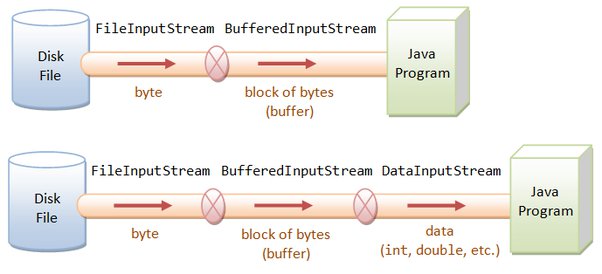 FileInputStream BufferedInputStream
Disk
File
Java
Program
byte
block of bytes
(buffer)
FileInputStream BufferedInputStream DataInputStream
Disk
File
Java
Program
byte
block of bytes
(buffer)
data
(int, double, etc.)